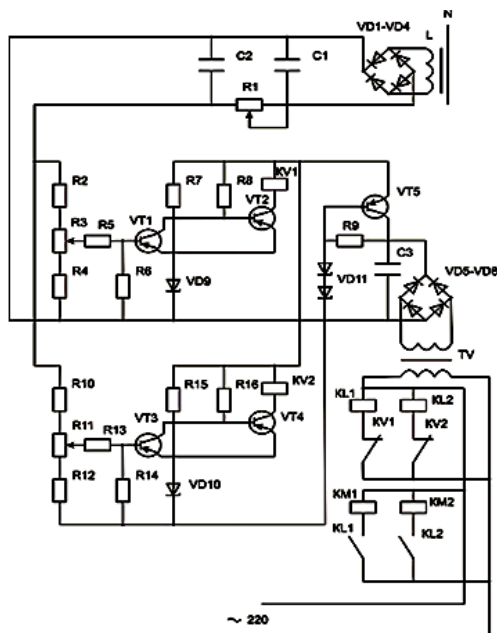 N
VD1-VD4
L
C2
C1
R1
R2
R7
R8
KV1
VT5
R3
R5
VT1
VT2
R9
C3
R4
R6
VD9
VD11
VD5-VD8
TV
R10
R15
R16
KV2
KL1
KL2
R11
R13
VT3
VT4
KV1
KV2
R12
R14
VD10
KM1
KM2
KL1
KL2
~ 220